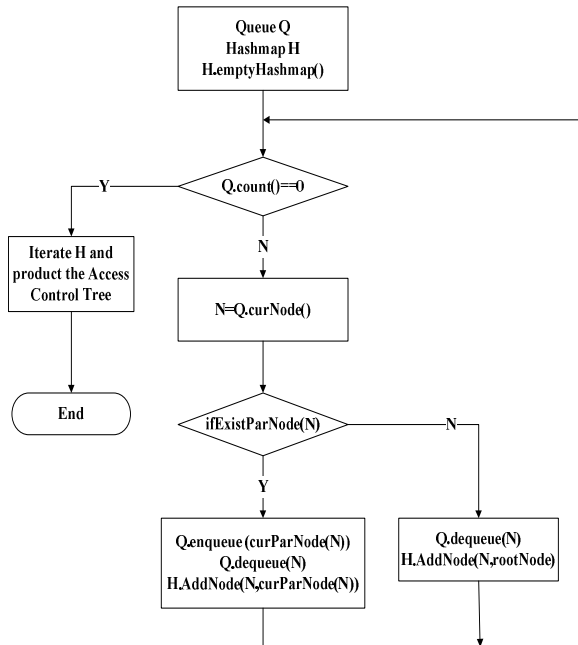 Queue Q
Hashmap H
H.emptyHashmap()
Q.count()==0
Y
N
Iterate H and
product the Access
Control Tree
N=Q.curNode()
End
ifExistParNode(N)
N
Y
Q.enqueue(curParNode(N))
Q.dequeue(N)
H.AddNode(N,curParNode(N))
Q.dequeue(N)
H.AddNode(N,rootNode)